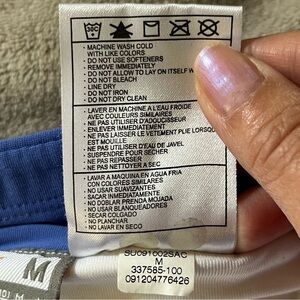 30C
· MACHINE WASH COLD
WITH LIKE COLORS
· DO NOT USE SOFTENERS
· REMOVE IMMEDIATELY
· DO NOT ALLOW TO LAY ON ITSELF W
· DO NOT BLEACH
· LINE DRY
· DO NOT IRON
· DO NOT DRY CLEAN
· LAVER EN MACHINE A L'EAU FROIDE
AVEC COULEURS SIMILAIRES
· NE PAS UTILISER D'ADOUCISSEUR
· ENLEVER IMMÉDIATEMENT
· NE PAS LAISSER LE VETEMENT PLIE LORSQU
EST MOUILLE
· NE PAS UTILISER D'EAU DE JAVEL
· SUSPENDRE POUR SECHER
· NE PAS REPASSER
· NE PAS NETTOYER A SEC
· LAVAR A MAQUINA EN AGUA FRIA
CON COLORES SIMILARES
· NO USAR SUAVIZANTES
· REMOVER INMEDIATAMENTE
· NO DOBLAR PRENDA MOJADA
· NO USAR BLANQUEADORES
· SECAR COLGADO
· NO PLANCHAR
· NO LAVAR EN SECO
SU091002SAC
M
337585-100
091204776426
M